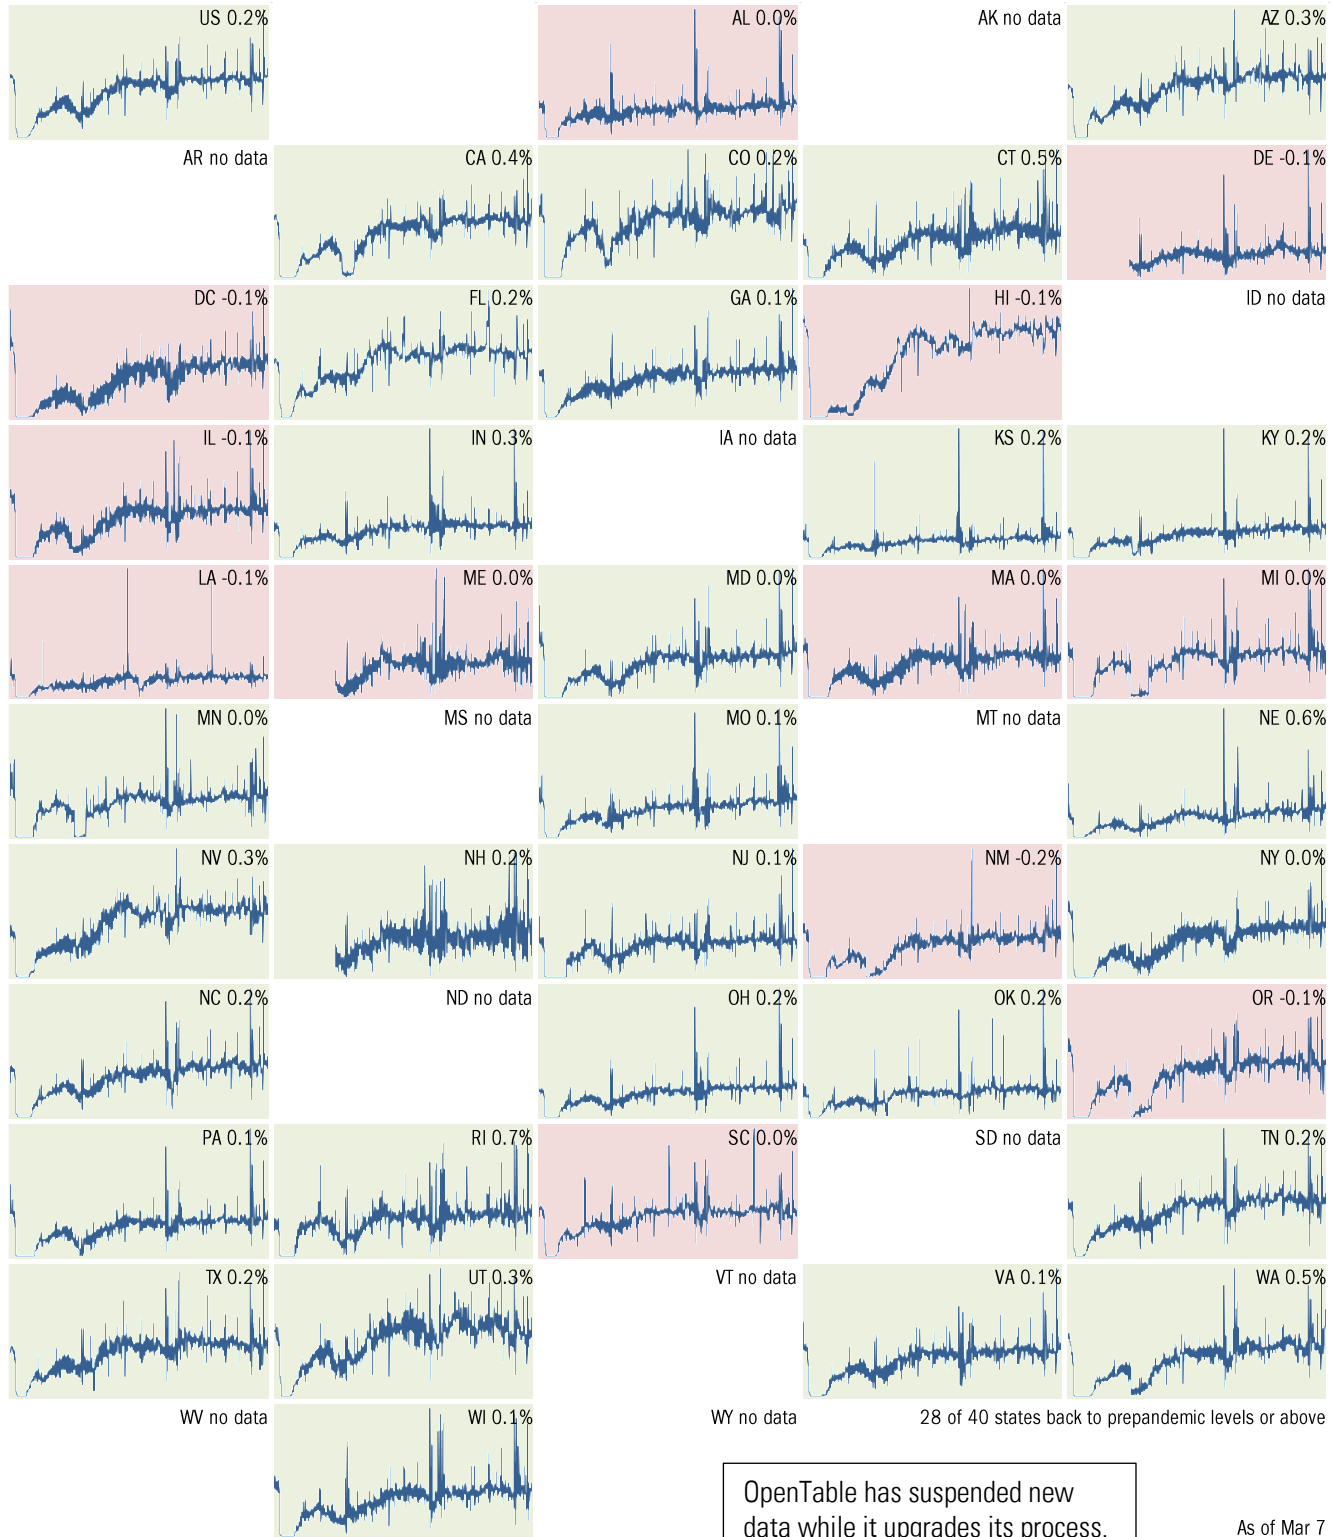 US 0.2%
AL 0.0%
AK no data
AZ 0.3%
AR no data
CA 0.4%
CO 0.2%
CT 0.5%
DE -0.1%
DC -0.1%
FL 0.2%
GA 0.1%
HI -0.1%
ID no data
IL -0.1%
IN 0.3%
IA no data
KS 0.2%
KY 0.2%
LA -0.1%
ME 0.0%
MD 0.0%
MA 0.0%
MI 0.0%
MN 0.0%
MS no data
MO 0.1%
MT no data
NE 0.6%
NV 0.3%
NH 0.2%
NJ 0.1%
NM -0.2%
NY 0.0%
NC 0.2%
ND no data
OH 0.2%
OK 0.2%
OR -0.1%
PA 0.1%
RI 0.7%
SC 0.0%
SD no data
TN 0.2%
TX 0.2%
UT 0.3%
VT no data
VA 0.1%
WA 0.5%
WV no data
WI 0.1%
WY no data
28 of 40 states back to prepandemic levels or above
OpenTable has suspended new
data while it upgrades its process.
As of Mar 7